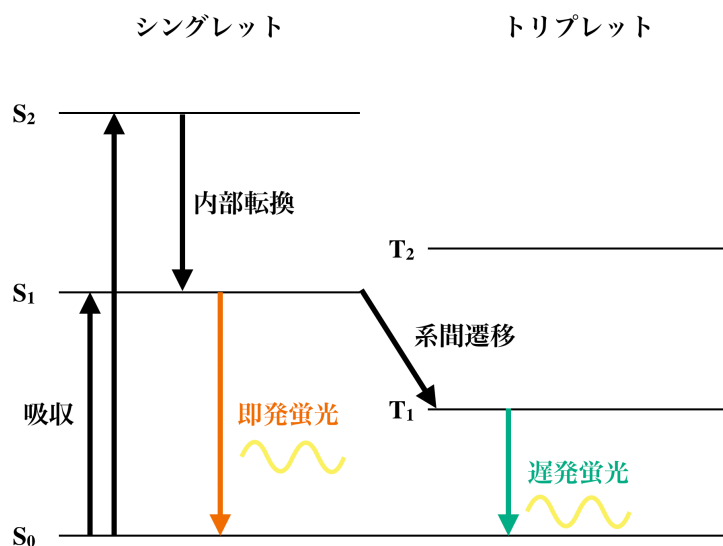 シングレット
トリプレット
S2
内部転換
T2
S1
系間遷移
吸収
即発蛍光
T1
遅発蛍光
S0